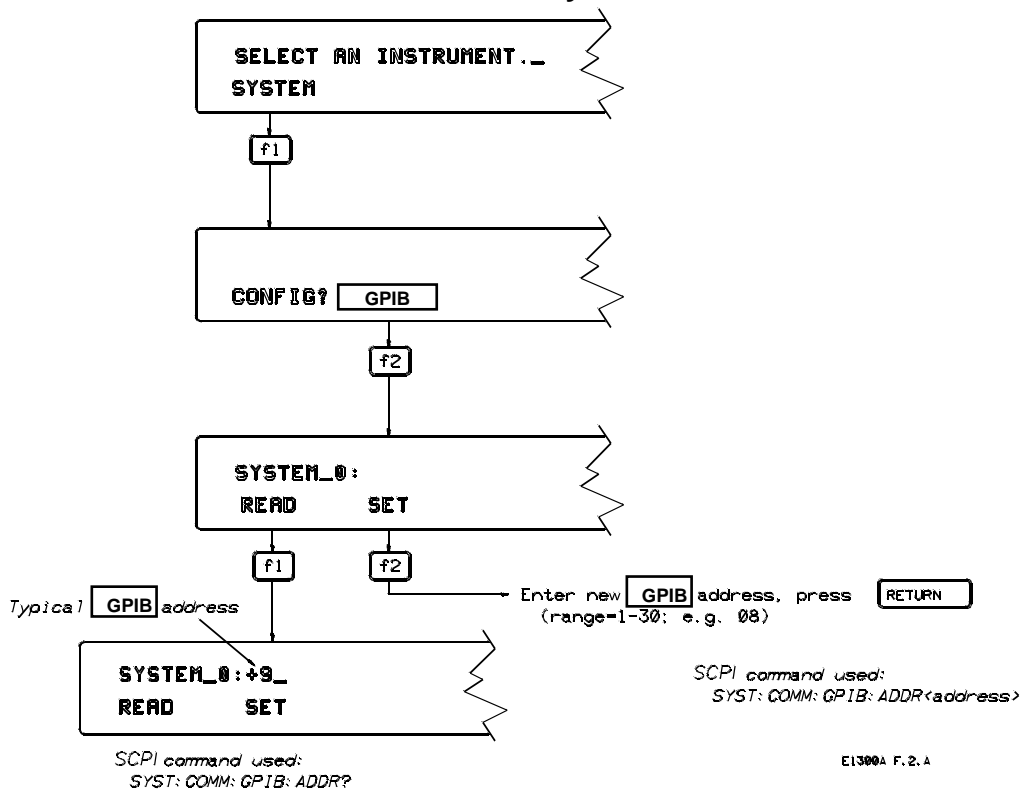 SELECT AN INSTRUMENT._
SYSTEM
f1
CONFIG? GPIB
f2
SYSTEM_0:
READ SET
f1 f2
Typical GPIB address
Enter new GPIB address, press RETURN
(range=1-30; e.g. 08)
SYSTEM_0:+9_
READ SET
SCPI command used:
SYST:COMM:GPIB:ADDR<address>
SCPI command used:
SYST:COMM:GPIB:ADDR?
E1300A F.2.A